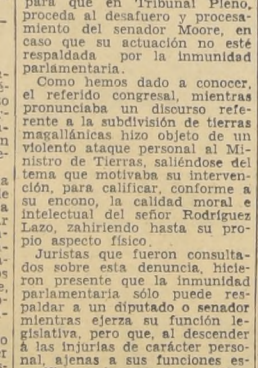 para que en Tribunal Pleno,
proceda al desafuero y procesa-
miento del senador Moore, en
caso que su actuación no esté
respaldada por la inmunidad
parlamentaria.
Como hemos dado a conocer,
el referido congresal, mientras
pronunciaba un discurso refe-
rente a la subdivisión de tierras
magallánicas hizo objeto de un
violento ataque personal al Mi-
nistro de Tierras, saliéndose del
tema que motivaba su interven-
ción, para calificar, conforme a
su encono, la calidad moral e
intelectual del señor Rodríguez
Lazo, zahiriendo hasta su pro-
pio aspecto físico.
Juristas que fueron consulta-
dos sobre esta denuncia, hicie-
ron presente que la inmunidad
parlamentaria sólo puede res-
paldar a un diputado o senador
mientras ejerza su función le-
gislativa, pero que, al descender
á las injurias de carácter perso-
nal, ajenas a sus funciones es-